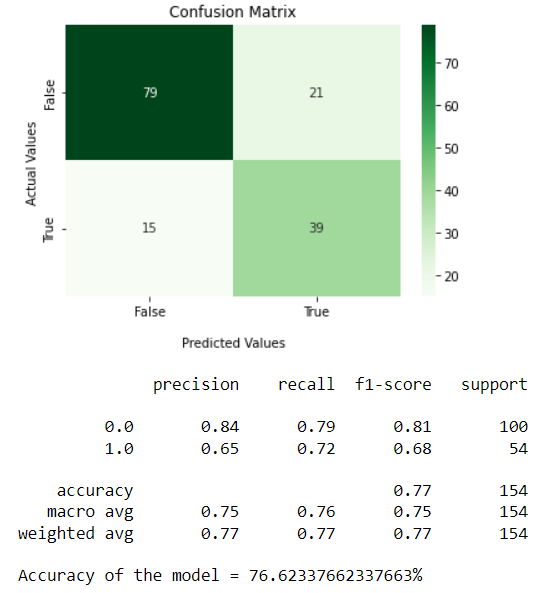 Confusion Matrix
False
79
21
Actual Values
True
15
39
False True
Predicted Values
70
60
50
40
30
20
precision recall f1-score support
0.0 0.84 0.79 0.81 100
1.0 0.65 0.72 0.68 54
accuracy 0.77 154
macro avg 0.75 0.76 0.75 154
weighted avg 0.77 0.77 0.77 154
Accuracy of the model = 76.62337662337663%